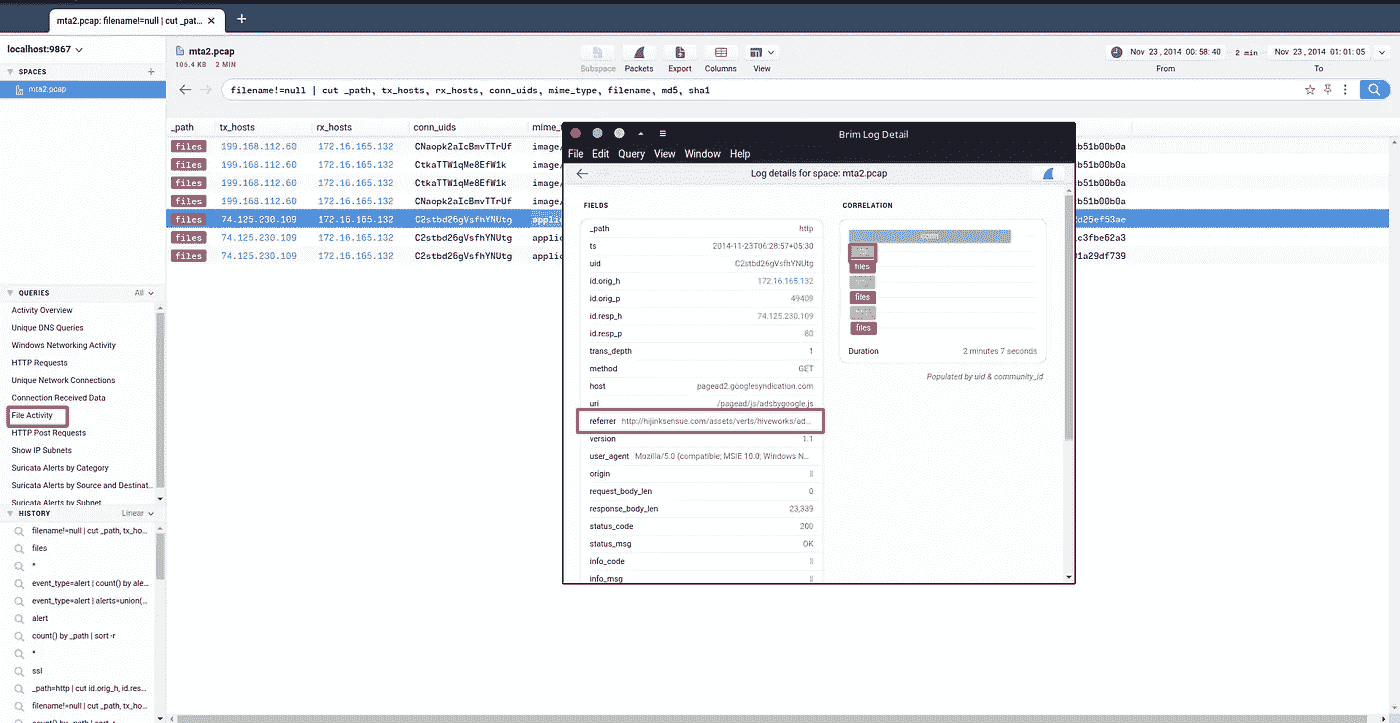 mta2.pcap: filename!=null | cut _pat... × +
localhost:9867
SPACES +
mta2.pcap
QUERIES All
Activity Overview
Unique DNS Queries
Windows Networking Activity
HTTP Requests
Unique Network Connections
Connection Received Data
File Activity
HTTP Post Requests
Show IP Subnets
Suricata Alerts by Category
Suricata Alerts by Source and Destinat...
Suricata Alerts by Subnet
HISTORY Linear
filename!=null | cut _path, tx_ho...
files
*
event_type=alert | count() by ale...
event_type=alert | alerts=union(...
alert
count() by _path | sort -r
*
ssl
_path=http | cut id.orig_h, id.res...
filename!=null | cut _path, tx_ho...
count() by _path | sort -r
mta2.pcap
106.4 KB 2 MIN
Subspace Packets Export Columns View
Nov 23 , 2014 00:58:40 2 min Nov 23 , 2014 01:01:05
From To
filename!=null | cut _path, tx_hosts, rx_hosts, conn_uids, mime_type, filename, md5, sha1
_path tx_hosts rx_hosts conn_uids mime_
files 199.168.112.60 172.16.165.132 CNaopk2aIcBmvTTrUf image/ b51b00b0a
files 199.168.112.60 172.16.165.132 CtkaTTW1qMe8EfW1k image/ b51b00b0a
files 199.168.112.60 172.16.165.132 CtkaTTW1qMe8EfW1k image/ b51b00b0a
files 199.168.112.60 172.16.165.132 CNaopk2aIcBmvTTrUf image/ b51b00b0a
files 74.125.230.109 172.16.165.132 C2stbd26gVsfhYNUtg applic d25ef53ae
files 74.125.230.109 172.16.165.132 C2stbd26gVsfhYNUtg applic c3fbe62a3
files 74.125.230.109 172.16.165.132 C2stbd26gVsfhYNUtg applic 01a29df739
Brim Log Detail
File Edit Query View Window Help
Log details for space: mta2.pcap
FIELDS
_path http
ts 2014-11-23T06:28:57+05:30
uid C2stbd26gVsfhYNUtg
id.orig_h 172.16.165.132
id.orig_p 49409
id.resp_h 74.125.230.109
id.resp_p 80
trans_depth 1
method GET
host pagead2.googlesyndication.com
uri /pagead/js/adsbygoogle.js
referrer http://hijinksensue.com/assets/verts/hiveworks/ad...
version 1.1
user_agent Mozilla/5.0 (compatible; MSIE 10.0; Windows N...
origin
request_body_len 0
response_body_len 23,339
status_code 200
status_msg OK
info_code
info_msg
CORRELATION
files
files
files
Duration 2 minutes 7 seconds
Populated by uid & community_id